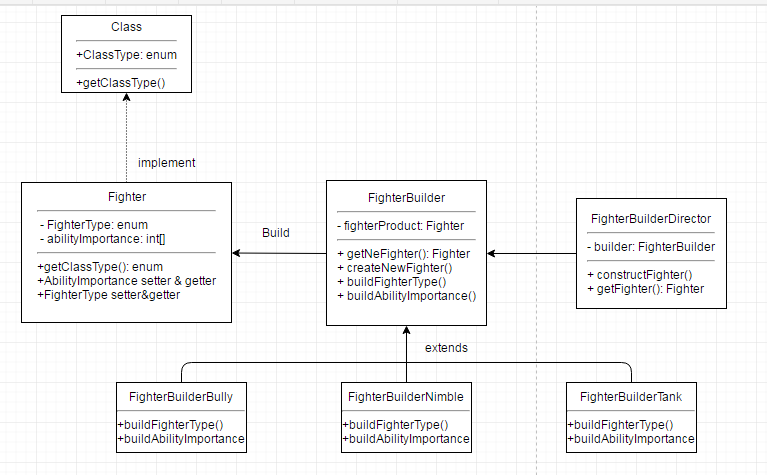 Class
+ClassType: enum
+getClassType()
implement
Fighter
- FighterType: enum
- abilityImportance: int[]
+getClassType(): enum
+AbilityImportance setter & getter
+FighterType setter&getter
Build
FighterBuilder
- fighterProduct: Fighter
+ getNeFighter(): Fighter
+ createNewFighter()
+ buildFighterType()
+ buildAbilityImportance()
FighterBuilderDirector
- builder: FighterBuilder
+ constructFighter()
+ getFighter(): Fighter
extends
FighterBuilderBully
+buildFighterType()
+buildAbilityImportance
FighterBuilderNimble
+buildFighterType()
+buildAbilityImportance
FighterBuilderTank
+buildFighterType()
+buildAbilityImportance